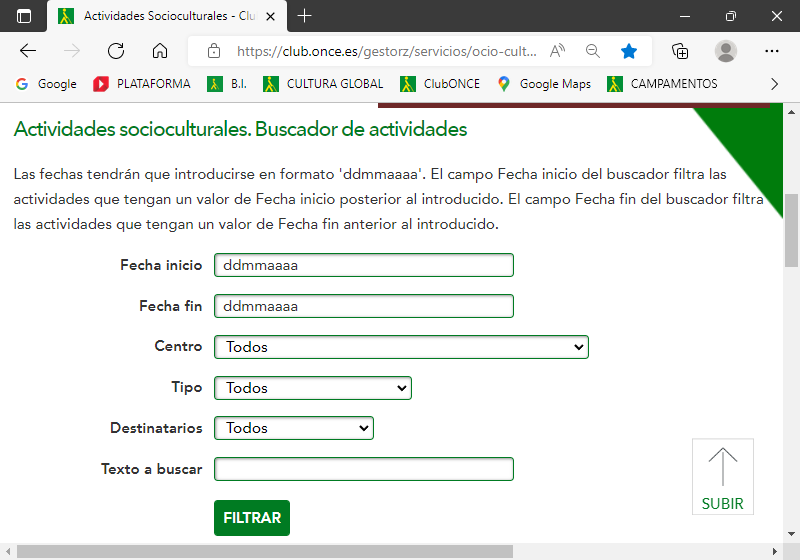 Actividades Socioculturales - Clu
https://club.once.es/gestorz/servicios/ocio-cult...
Google
PLATAFORMA
B.I.
CULTURA GLOBAL
ClubONCE
Google Maps
CAMPAMENTOS
Actividades socioculturales. Buscador de actividades
Las fechas tendrán que introducirse en formato 'ddmmaaaa'. El campo Fecha inicio del buscador filtra las
actividades que tengan un valor de Fecha inicio posterior al introducido. El campo Fecha fin del buscador filtra
las actividades que tengan un valor de Fecha fin anterior al introducido.
Fecha inicio ddmmaaaa
Fecha fin ddmmaaaa
Centro Todos
Tipo Todos
Destinatarios Todos
Texto a buscar
SUBIR
FILTRAR